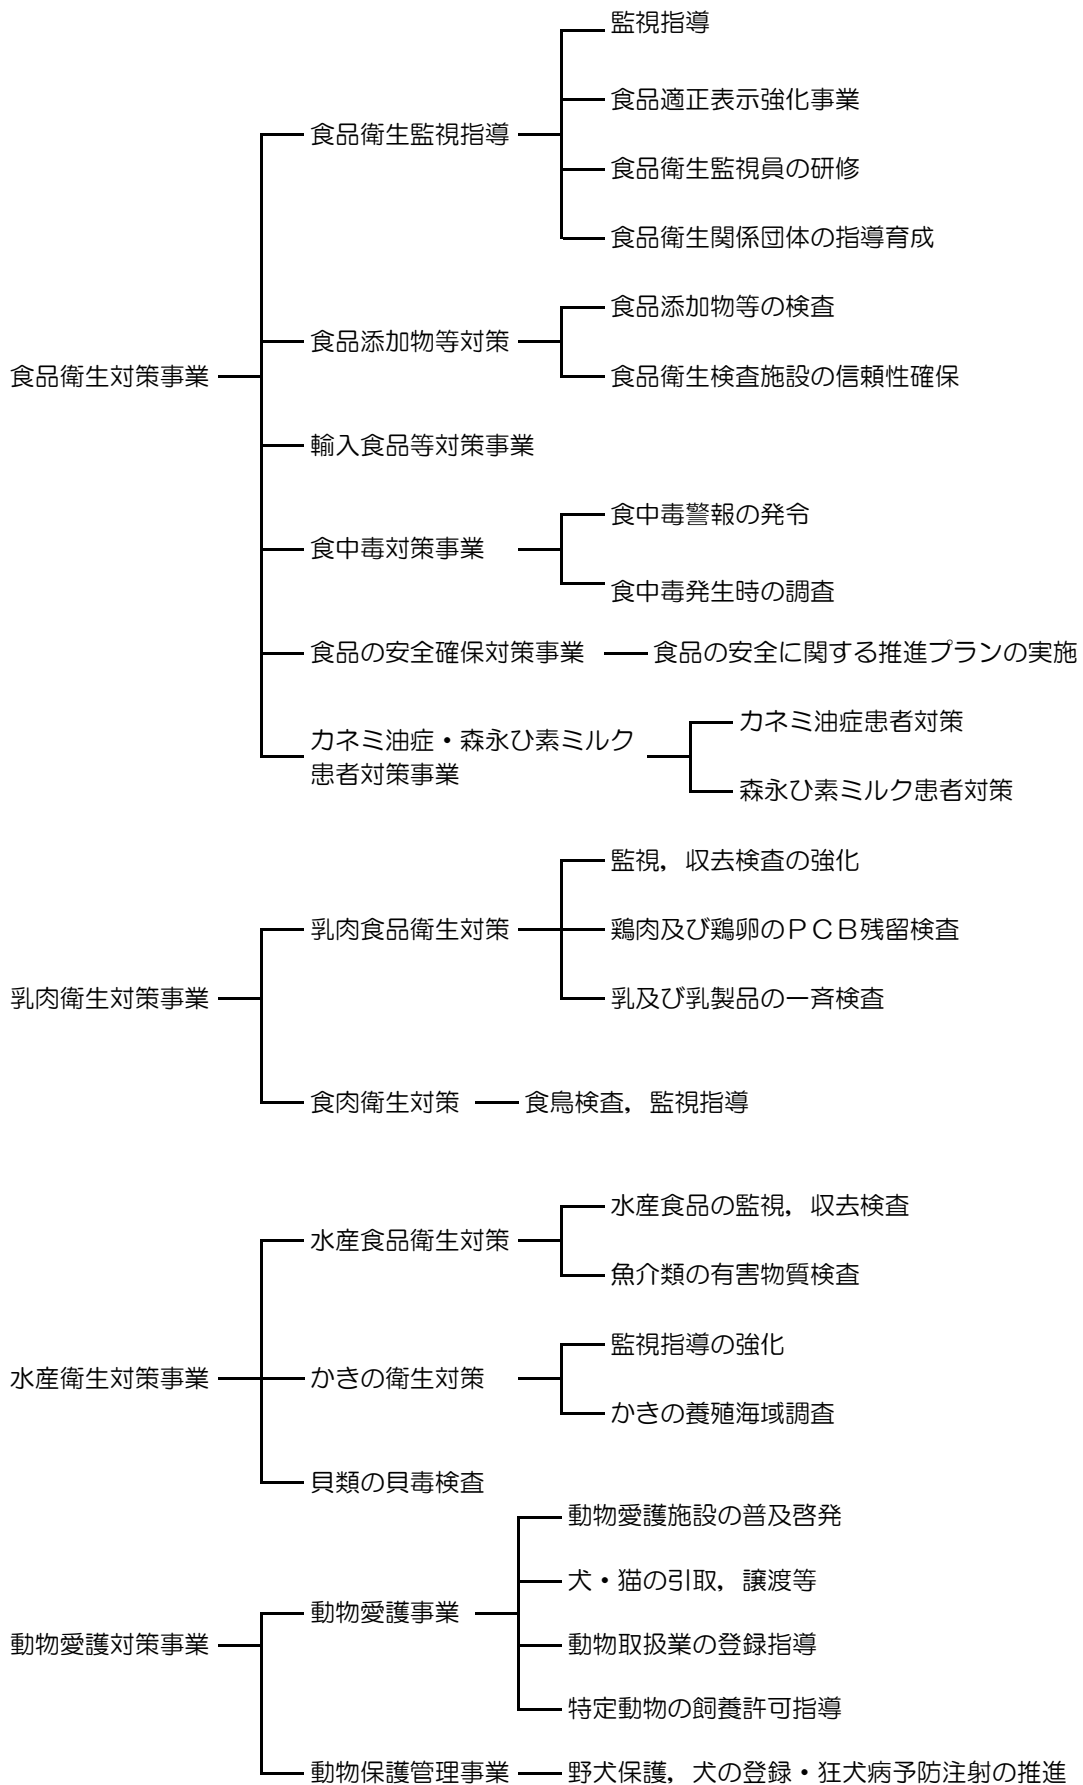 食品衛生対策事業
食品衛生監視指導
監視指導
食品適正表示強化事業
食品衛生監視員の研修
食品衛生関係団体の指導育成
食品添加物等対策
食品添加物等の検査
食品衛生検査施設の信頼性確保
輸入食品等対策事業
食中毒対策事業
食中毒警報の発令
食中毒発生時の調査
食品の安全確保対策事業
食品の安全に関する推進プランの実施
カネミ油症・森永ひ素ミルク
患者対策事業
カネミ油症患者対策
森永ひ素ミルク患者対策
乳肉衛生対策事業
乳肉食品衛生対策
監視，収去検査の強化
鶏肉及び鶏卵のＰＣＢ残留検査
乳及び乳製品の一斉検査
食肉衛生対策
食鳥検査，監視指導
水産衛生対策事業
水産食品衛生対策
水産食品の監視，収去検査
魚介類の有害物質検査
かきの衛生対策
監視指導の強化
かきの養殖海域調査
貝類の貝毒検査
動物愛護対策事業
動物愛護事業
動物愛護施設の普及啓発
犬・猫の引取，譲渡等
動物取扱業の登録指導
特定動物の飼養許可指導
動物保護管理事業
野犬保護，犬の登録・狂犬病予防注射の推進